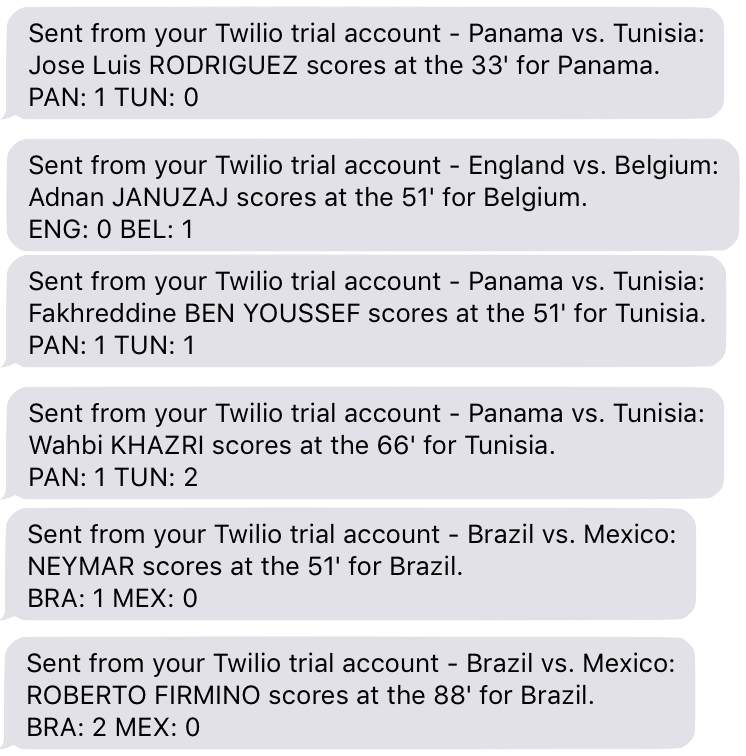 Sent from your Twilio trial account - Panama vs. Tunisia:
Jose Luis RODRIGUEZ scores at the 33' for Panama.
PAN: 1 TUN: 0
Sent from your Twilio trial account - England vs. Belgium:
Adnan JANUZAJ scores at the 51' for Belgium.
ENG: 0 BEL: 1
Sent from your Twilio trial account - Panama vs. Tunisia:
Fakhreddine BEN YOUSSEF scores at the 51' for Tunisia.
PAN: 1 TUN: 1
Sent from your Twilio trial account - Panama vs. Tunisia:
Wahbi KHAZRI scores at the 66' for Tunisia.
PAN: 1 TUN: 2
Sent from your Twilio trial account - Brazil vs. Mexico:
NEYMAR scores at the 51' for Brazil.
BRA: 1 MEX: 0
Sent from your Twilio trial account - Brazil vs. Mexico:
ROBERTO FIRMINO scores at the 88' for Brazil.
BRA: 2 MEX: 0